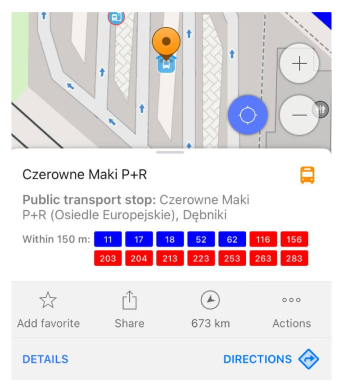 Czerowne Maki P+R
Public transport stop: Czerowne Maki
P+R (Osiedle Europejskie), Dębniki
Within 150 m: 11 17 18 52 62 116 156
203 204 213 223 253 263 283
Add favorite Share 673 km Actions
DETAILS DIRECTIONS